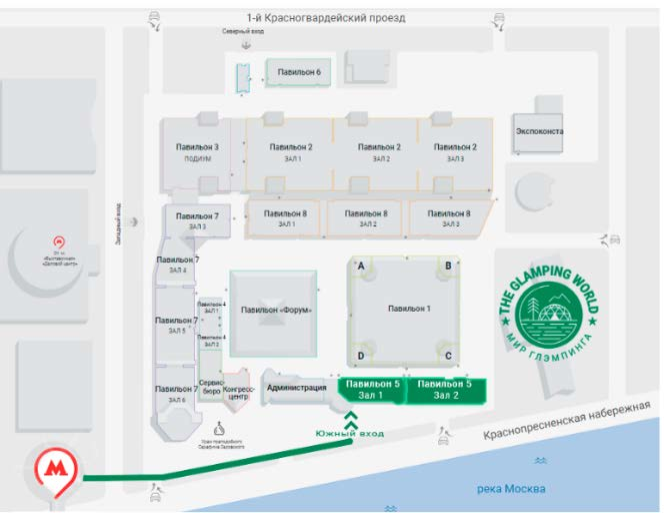 1-й Красногвардейский проезд
Северный вход
Павильон 6
Экспоконста
Павильон 3
ПОДИУМ
Павильон 2
ЗАЛ 1
Павильон 2
ЗАЛ 2
Павильон 2
ЗАЛ 3
Западный вход
Павильон 7
ЗАЛ 3
Павильон 8
ЗАЛ 1
Павильон 8
ЗАЛ 2
Павильон 8
ЗАЛ 3
Павильон 7
ЗАЛ 4
A
B
Павильон 1
D
C
THE GLAMPING WORLD
МИР ГЛЭМПИНГА
Павильон «Форум»
Павильон 4
ЗАЛ 1
Павильон 7
ЗАЛ 5
Павильон 4
ЗАЛ 2
Павильон 7
ЗАЛ 6
Сервис-
бюро
Конгресс-
центр
Администрация
Павильон 5
Зал 1
Павильон 5
Зал 2
Южный вход
Храм преподобного
Серафима Саровского
Краснопресненская набережная
М
река Москва